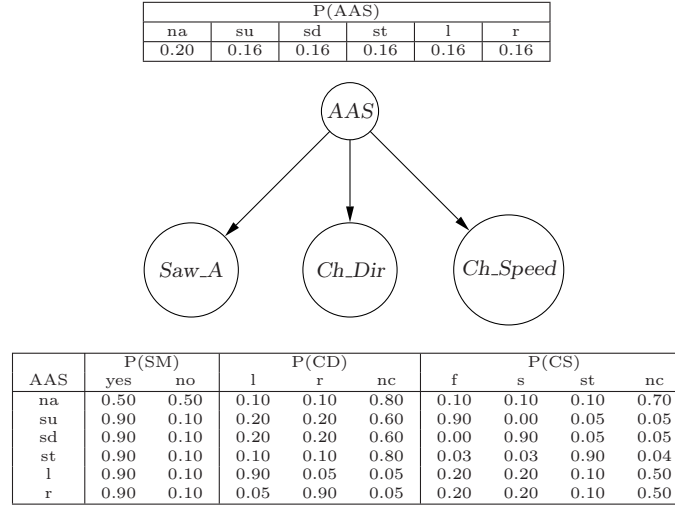 P(AAS)
na su sd st l r
0.20 0.16 0.16 0.16 0.16 0.16
AAS
Saw_A Ch_Dir Ch_Speed
P(SM) P(CD) P(CS)
AAS yes no l r nc f s st nc
na 0.50 0.50 0.10 0.10 0.80 0.10 0.10 0.10 0.70
su 0.90 0.10 0.20 0.20 0.60 0.90 0.00 0.05 0.05
sd 0.90 0.10 0.20 0.20 0.60 0.00 0.90 0.05 0.05
st 0.90 0.10 0.10 0.10 0.80 0.03 0.03 0.90 0.04
l 0.90 0.10 0.90 0.05 0.05 0.20 0.20 0.10 0.50
r 0.90 0.10 0.05 0.90 0.05 0.20 0.20 0.10 0.50